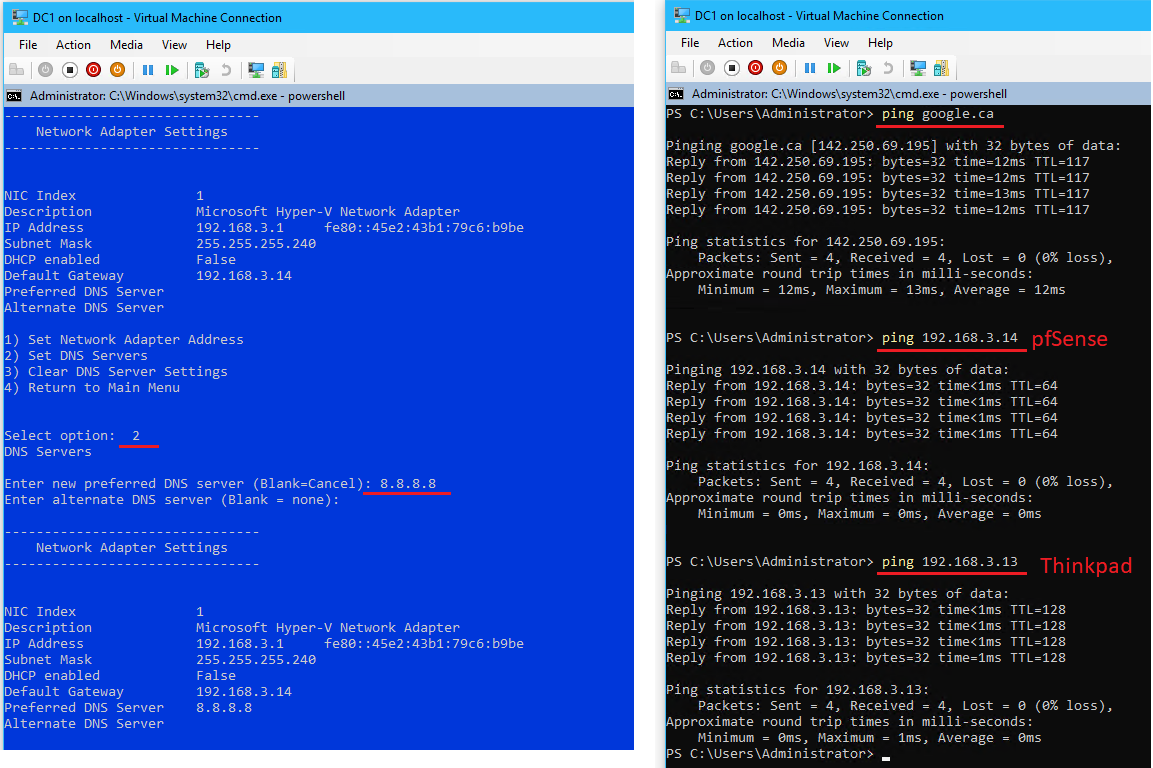 DC1 on localhost - Virtual Machine Connection
File Action Media View Help
Administrator: C:\Windows\system32\cmd.exe - powershell
--------------------------------
    Network Adapter Settings
--------------------------------
NIC Index               1
Description             Microsoft Hyper-V Network Adapter
IP Address              192.168.3.1     fe80::45e2:43b1:79c6:b9be
Subnet Mask             255.255.255.240
DHCP enabled            False
Default Gateway         192.168.3.14
Preferred DNS Server
Alternate DNS Server
1) Set Network Adapter Address
2) Set DNS Servers
3) Clear DNS Server Settings
4) Return to Main Menu
Select option:  2
DNS Servers
Enter new preferred DNS server (Blank=Cancel): 8.8.8.8
Enter alternate DNS server (Blank = none):
--------------------------------
    Network Adapter Settings
--------------------------------
NIC Index               1
Description             Microsoft Hyper-V Network Adapter
IP Address              192.168.3.1     fe80::45e2:43b1:79c6:b9be
Subnet Mask             255.255.255.240
DHCP enabled            False
Default Gateway         192.168.3.14
Preferred DNS Server    8.8.8.8
Alternate DNS Server
DC1 on localhost - Virtual Machine Connection
File Action Media View Help
Administrator: C:\Windows\system32\cmd.exe - powershell
PS C:\Users\Administrator> ping google.ca
Pinging google.ca [142.250.69.195] with 32 bytes of data:
Reply from 142.250.69.195: bytes=32 time=12ms TTL=117
Reply from 142.250.69.195: bytes=32 time=12ms TTL=117
Reply from 142.250.69.195: bytes=32 time=13ms TTL=117
Reply from 142.250.69.195: bytes=32 time=12ms TTL=117
Ping statistics for 142.250.69.195:
    Packets: Sent = 4, Received = 4, Lost = 0 (0% loss),
Approximate round trip times in milli-seconds:
    Minimum = 12ms, Maximum = 13ms, Average = 12ms
PS C:\Users\Administrator> ping 192.168.3.14 pfSense
Pinging 192.168.3.14 with 32 bytes of data:
Reply from 192.168.3.14: bytes=32 time<1ms TTL=64
Reply from 192.168.3.14: bytes=32 time<1ms TTL=64
Reply from 192.168.3.14: bytes=32 time<1ms TTL=64
Reply from 192.168.3.14: bytes=32 time<1ms TTL=64
Ping statistics for 192.168.3.14:
    Packets: Sent = 4, Received = 4, Lost = 0 (0% loss),
Approximate round trip times in milli-seconds:
    Minimum = 0ms, Maximum = 0ms, Average = 0ms
PS C:\Users\Administrator> ping 192.168.3.13 Thinkpad
Pinging 192.168.3.13 with 32 bytes of data:
Reply from 192.168.3.13: bytes=32 time<1ms TTL=128
Reply from 192.168.3.13: bytes=32 time<1ms TTL=128
Reply from 192.168.3.13: bytes=32 time<1ms TTL=128
Reply from 192.168.3.13: bytes=32 time=1ms TTL=128
Ping statistics for 192.168.3.13:
    Packets: Sent = 4, Received = 4, Lost = 0 (0% loss),
Approximate round trip times in milli-seconds:
    Minimum = 0ms, Maximum = 1ms, Average = 0ms
PS C:\Users\Administrator> _